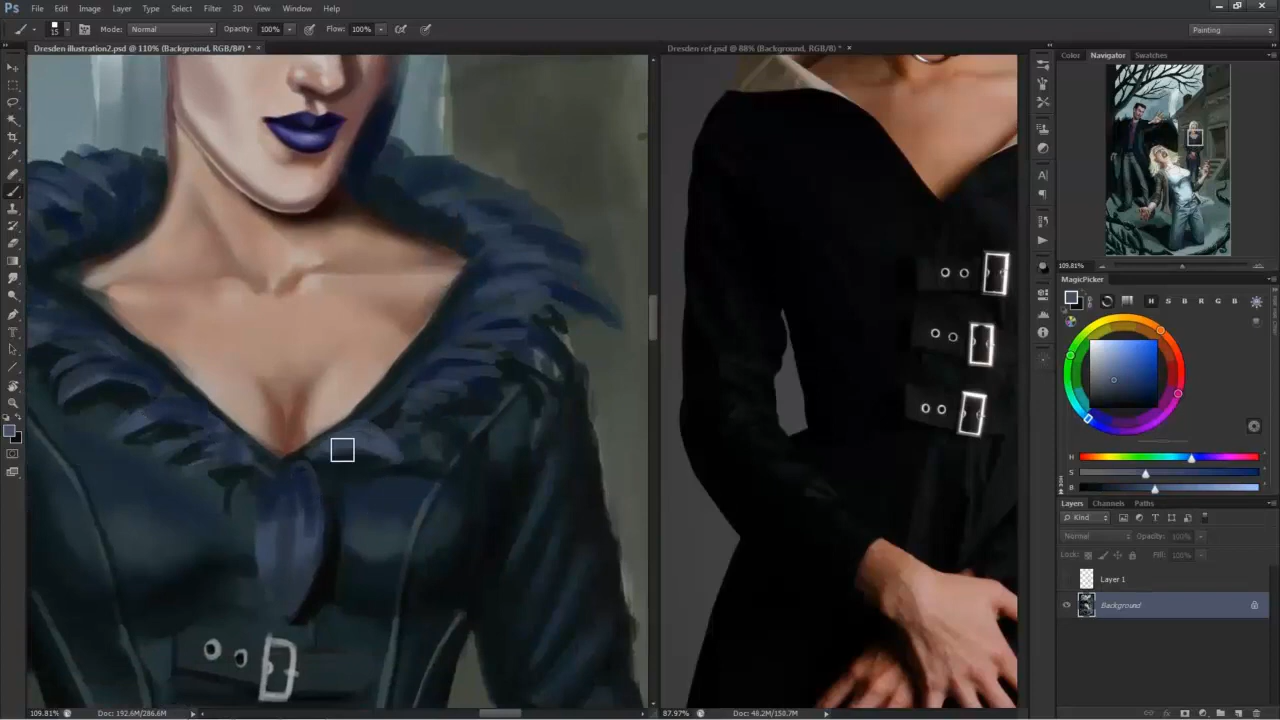 Ps File Edit Image Layer Type Select Filter 3D View Window Help
15 Mode: Normal Opacity: 100% Flow: 100% Painting
Dresden illustration2.psd @ 110% (Background, RGB/8#) * ×
Dresden ref.psd @ 88% (Background, RGB/8) * ×
Color Navigator Swatches
109.81%
MagicPicker
H S B R G B
H
S
B
Layers Channels Paths
Kind
Normal Opacity: 100%
Lock: Fill: 100%
Layer 1
Background
109.81% Doc: 192.6M/286.6M
87.97% Doc: 48.2M/158.7M